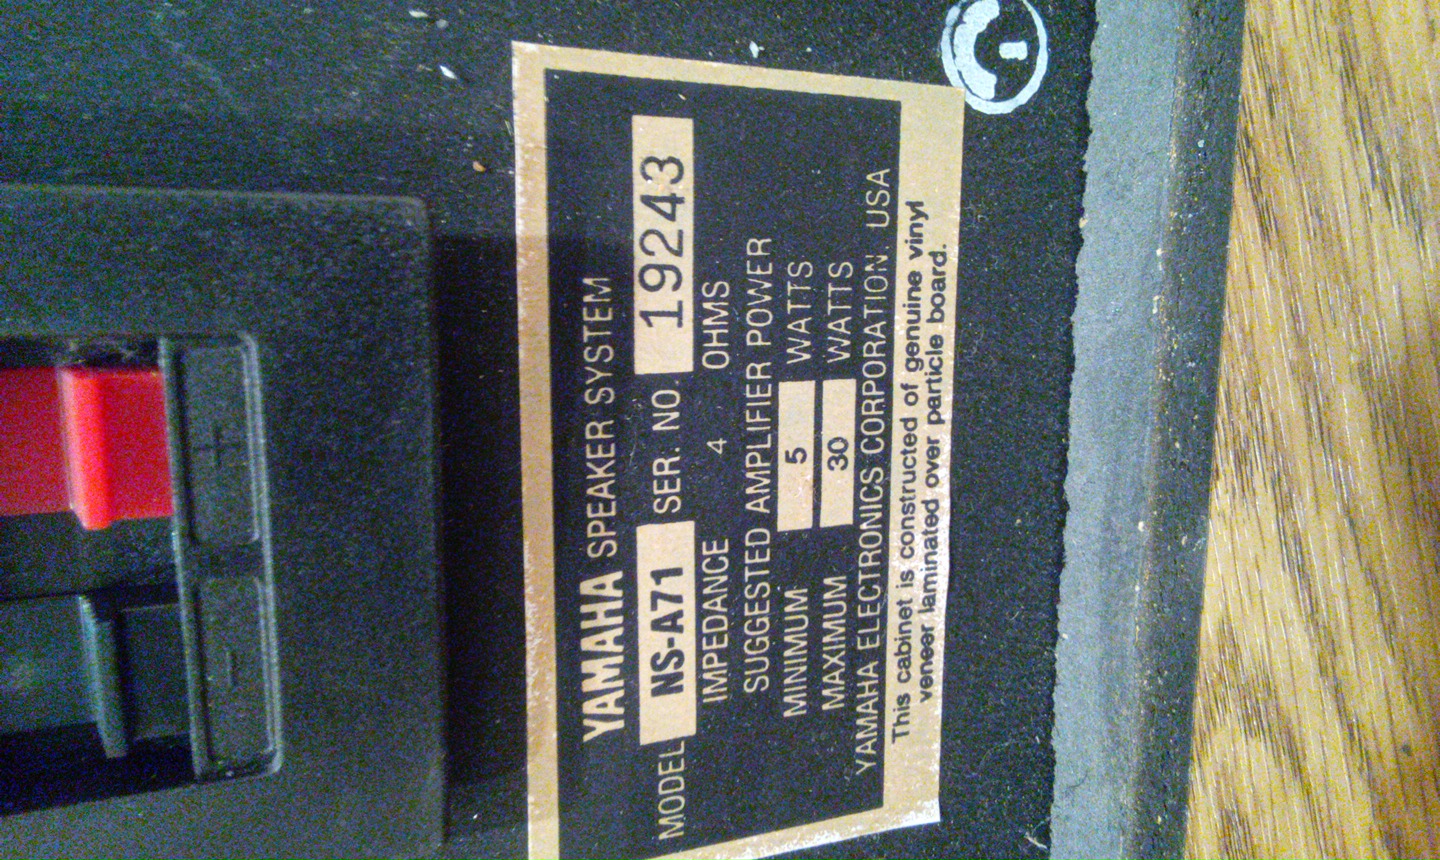 YAMAHA SPEAKER SYSTEM
MODEL NS-A71 SER. NO. 19243
IMPEDANCE 4 OHMS
SUGGESTED AMPLIFIER POWER
MINIMUM 5 WATTS
MAXIMUM 30 WATTS
YAMAHA ELECTRONICS CORPORATION, USA
This cabinet is constructed of genuine vinyl
veneer laminated over particle board.
+
-